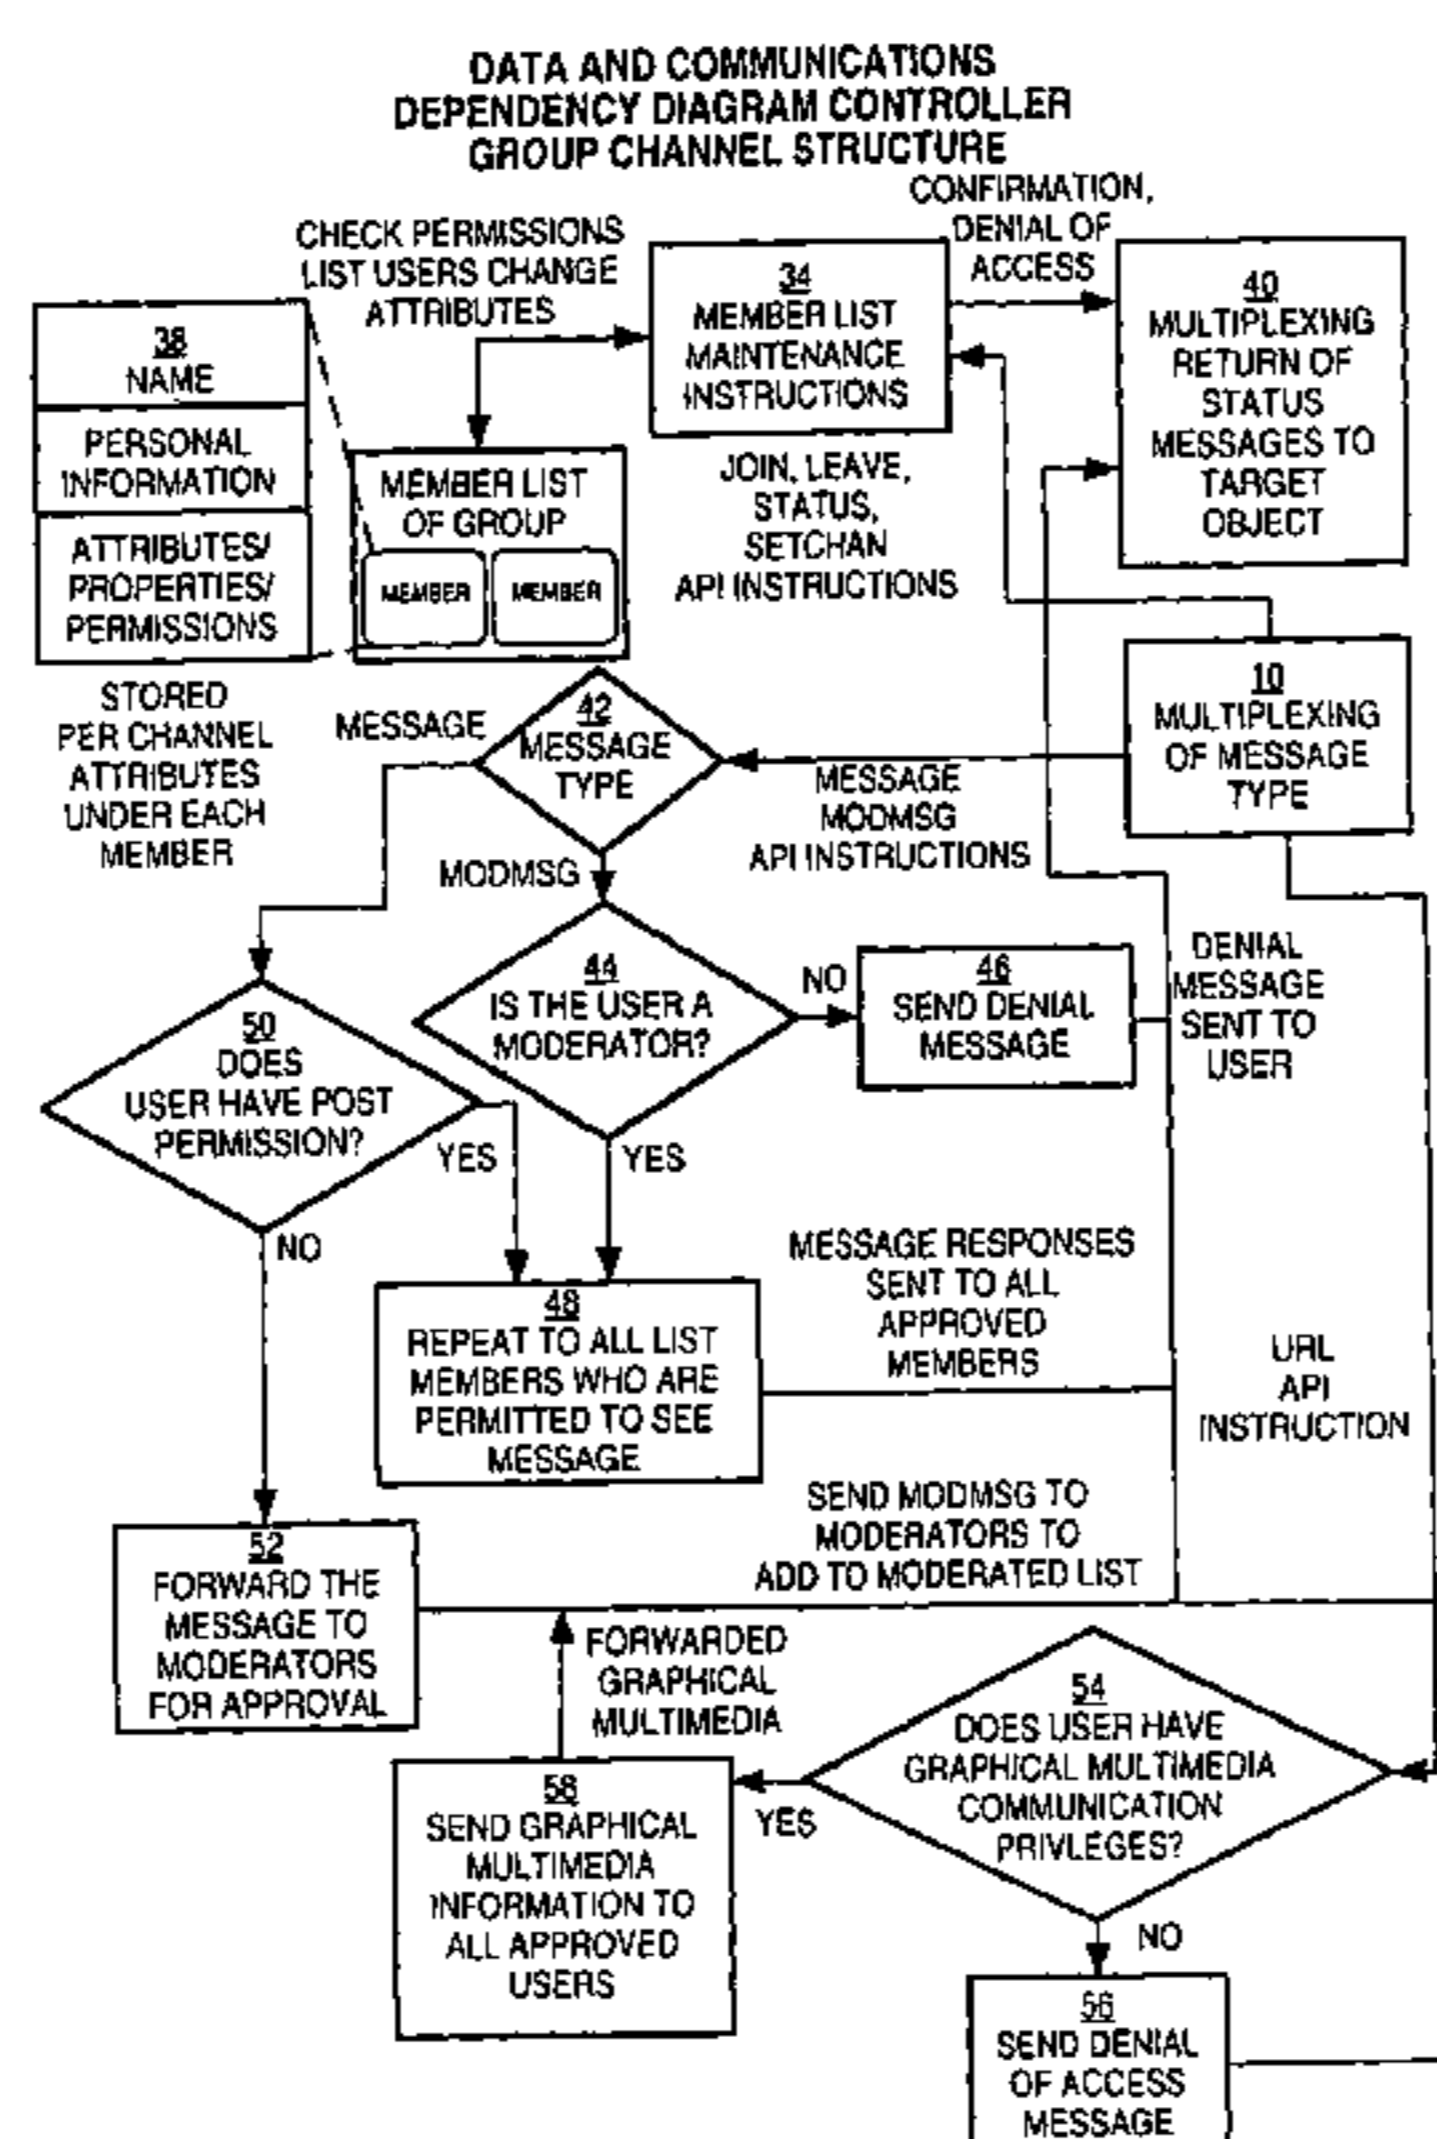 DATA AND COMMUNICATIONS
DEPENDENCY DIAGRAM CONTROLLER
GROUP CHANNEL STRUCTURE
CONFIRMATION,
DENIAL OF
ACCESS
CHECK PERMISSIONS
LIST USERS CHANGE
ATTRIBUTES
34
MEMBER LIST
MAINTENANCE
INSTRUCTIONS
40
MULTIPLEXING
RETURN OF
STATUS
MESSAGES TO
TARGET
OBJECT
38
NAME
PERSONAL
INFORMATION
ATTRIBUTES/
PROPERTIES/
PERMISSIONS
MEMBER LIST
OF GROUP
MEMBER
MEMBER
JOIN, LEAVE,
STATUS,
SETCHAN
API INSTRUCTIONS
STORED
PER CHANNEL
ATTRIBUTES
UNDER EACH
MEMBER
MESSAGE
42
MESSAGE
TYPE
10
MULTIPLEXING
OF MESSAGE
TYPE
MESSAGE
MODMSG
API INSTRUCTIONS
MODMSG
44
IS THE USER A
MODERATOR?
NO
46
SEND DENIAL
MESSAGE
DENIAL
MESSAGE
SENT TO
USER
50
DOES
USER HAVE POST
PERMISSION?
YES
YES
NO
48
REPEAT TO ALL LIST
MEMBERS WHO ARE
PERMITTED TO SEE
MESSAGE
MESSAGE RESPONSES
SENT TO ALL
APPROVED
MEMBERS
URL
API
INSTRUCTION
SEND MODMSG TO
MODERATORS TO
ADD TO MODERATED LIST
52
FORWARD THE
MESSAGE TO
MODERATORS
FOR APPROVAL
FORWARDED
GRAPHICAL
MULTIMEDIA
54
DOES USER HAVE
GRAPHICAL MULTIMEDIA
COMMUNICATION
PRIVLEGES?
YES
58
SEND GRAPHICAL
MULTIMEDIA
INFORMATION TO
ALL APPROVED
USERS
NO
56
SEND DENIAL
OF ACCESS
MESSAGE